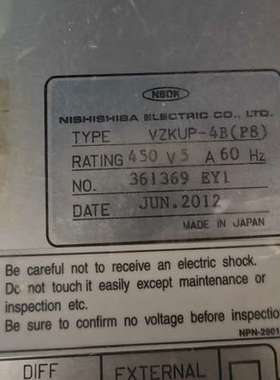 NSDK
NISHISHIBA ELECTRIC CO., LTD.
TYPE VZKUP-4B(PB)
RATING 450 V 5 A 60 Hz
NO. 361369 EY1
DATE JUN.2012
MADE IN JAPAN
Be careful not to receive an electric shock.
Do not touch it easily except maintenance or
inspection etc.
Be sure to confirm no voltage before inspectio
NPN-2901
DIFF EXTERNAL